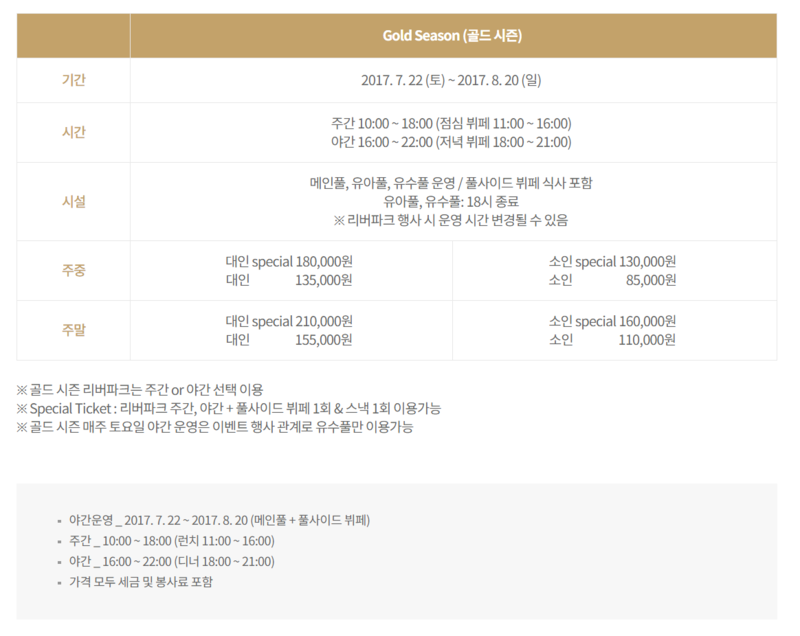 Gold Season (골드 시즌)
기간
2017. 7. 22 (토) ~ 2017. 8. 20 (일)
시간
주간 10:00 ~ 18:00 (점심 뷔페 11:00 ~ 16:00)
야간 16:00 ~ 22:00 (저녁 뷔페 18:00 ~ 21:00)
시설
메인풀, 유아풀, 유수풀 운영 / 풀사이드 뷔페 식사 포함
유아풀, 유수풀: 18시 종료
※ 리버파크 행사 시 운영 시간 변경될 수 있음
주중
대인 special 180,000원
대인 135,000원
소인 special 130,000원
소인 85,000원
주말
대인 special 210,000원
대인 155,000원
소인 special 160,000원
소인 110,000원
※ 골드 시즌 리버파크는 주간 or 야간 선택 이용
※ Special Ticket : 리버파크 주간, 야간 + 풀사이드 뷔페 1회 & 스낵 1회 이용가능
※ 골드 시즌 매주 토요일 야간 운영은 이벤트 행사 관계로 유수풀만 이용가능
야간운영 _ 2017. 7. 22 ~ 2017. 8. 20 (메인풀 + 풀사이드 뷔페)
주간 _ 10:00 ~ 18:00 (런치 11:00 ~ 16:00)
야간 _ 16:00 ~ 22:00 (디너 18:00 ~ 21:00)
가격 모두 세금 및 봉사료 포함